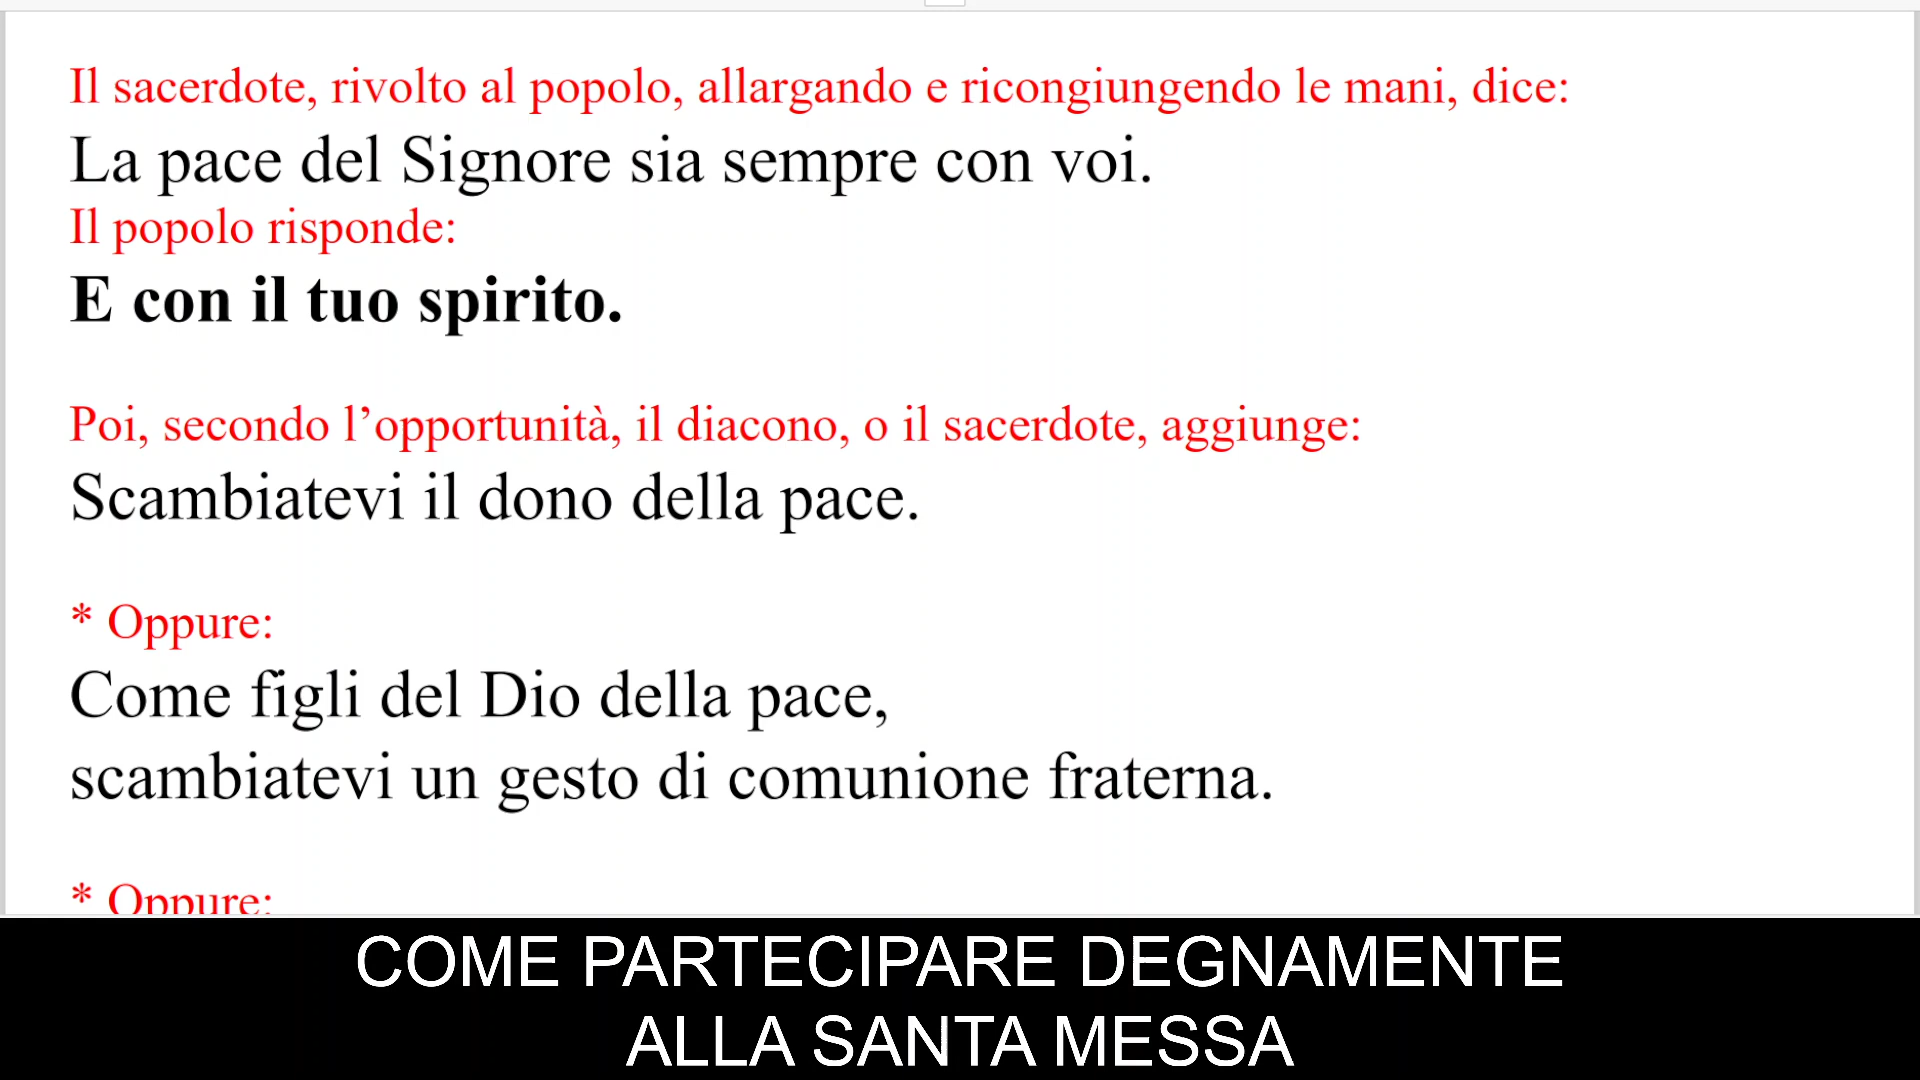 Il sacerdote, rivolto al popolo, allargando e ricongiungendo le mani, dice:
La pace del Signore sia sempre con voi.
Il popolo risponde:
E con il tuo spirito.
Poi, secondo l’opportunità, il diacono, o il sacerdote, aggiunge:
Scambiatevi il dono della pace.
* Oppure:
Come figli del Dio della pace,
scambiatevi un gesto di comunione fraterna.
* Oppure:
COME PARTECIPARE DEGNAMENTE
ALLA SANTA MESSA